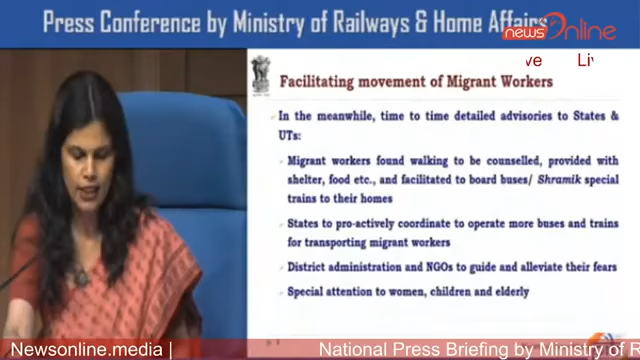 Press Conference by Ministry of Railways & Home Affairs
newsOnline
ve Liv
Facilitating movement of Migrant Workers
In the meanwhile, time to time detailed advisories to States &
UTs:
Migrant workers found walking to be counselled, provided with
shelter, food etc., and facilitated to board buses/ Shramik special
trains to their homes
States to pro-actively coordinate to operate more buses and trains
for transporting migrant workers
District administration and NGOs to guide and alleviate their fears
Special attention to women, children and elderly
Newsonline.media | National Press Briefing by Ministry of R